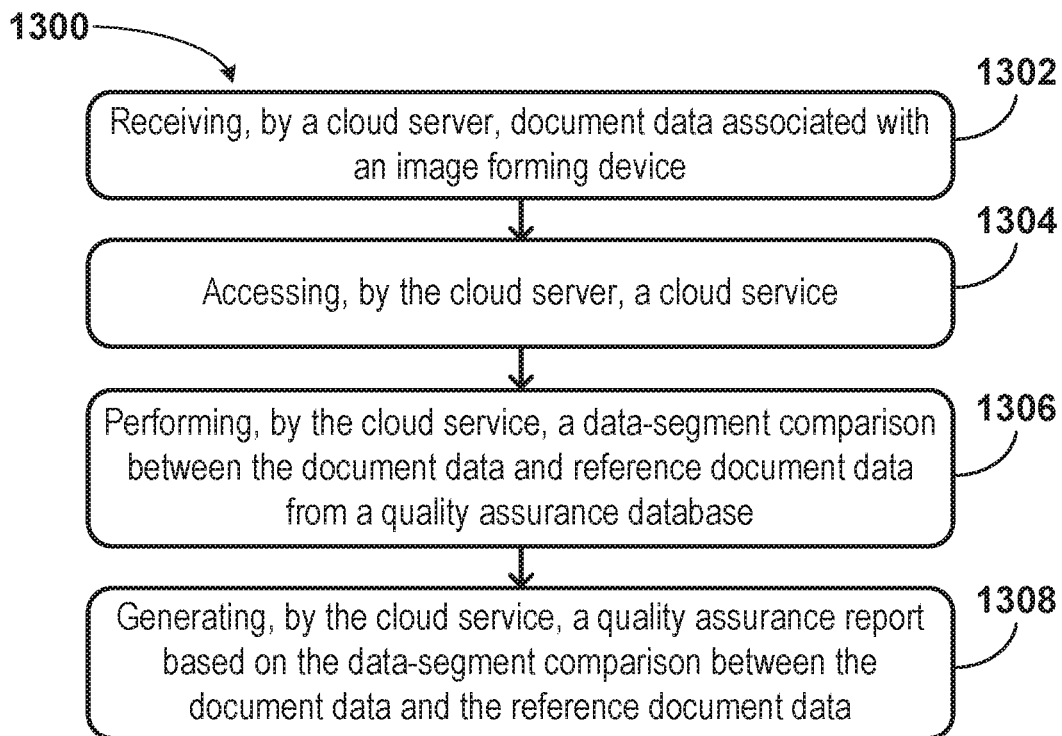 1300
1302
Receiving, by a cloud server, document data associated with
an image forming device
1304
Accessing, by the cloud server, a cloud service
1306
Performing, by the cloud service, a data-segment comparison
between the document data and reference document data
from a quality assurance database
1308
Generating, by the cloud service, a quality assurance report
based on the data-segment comparison between the
document data and the reference document data